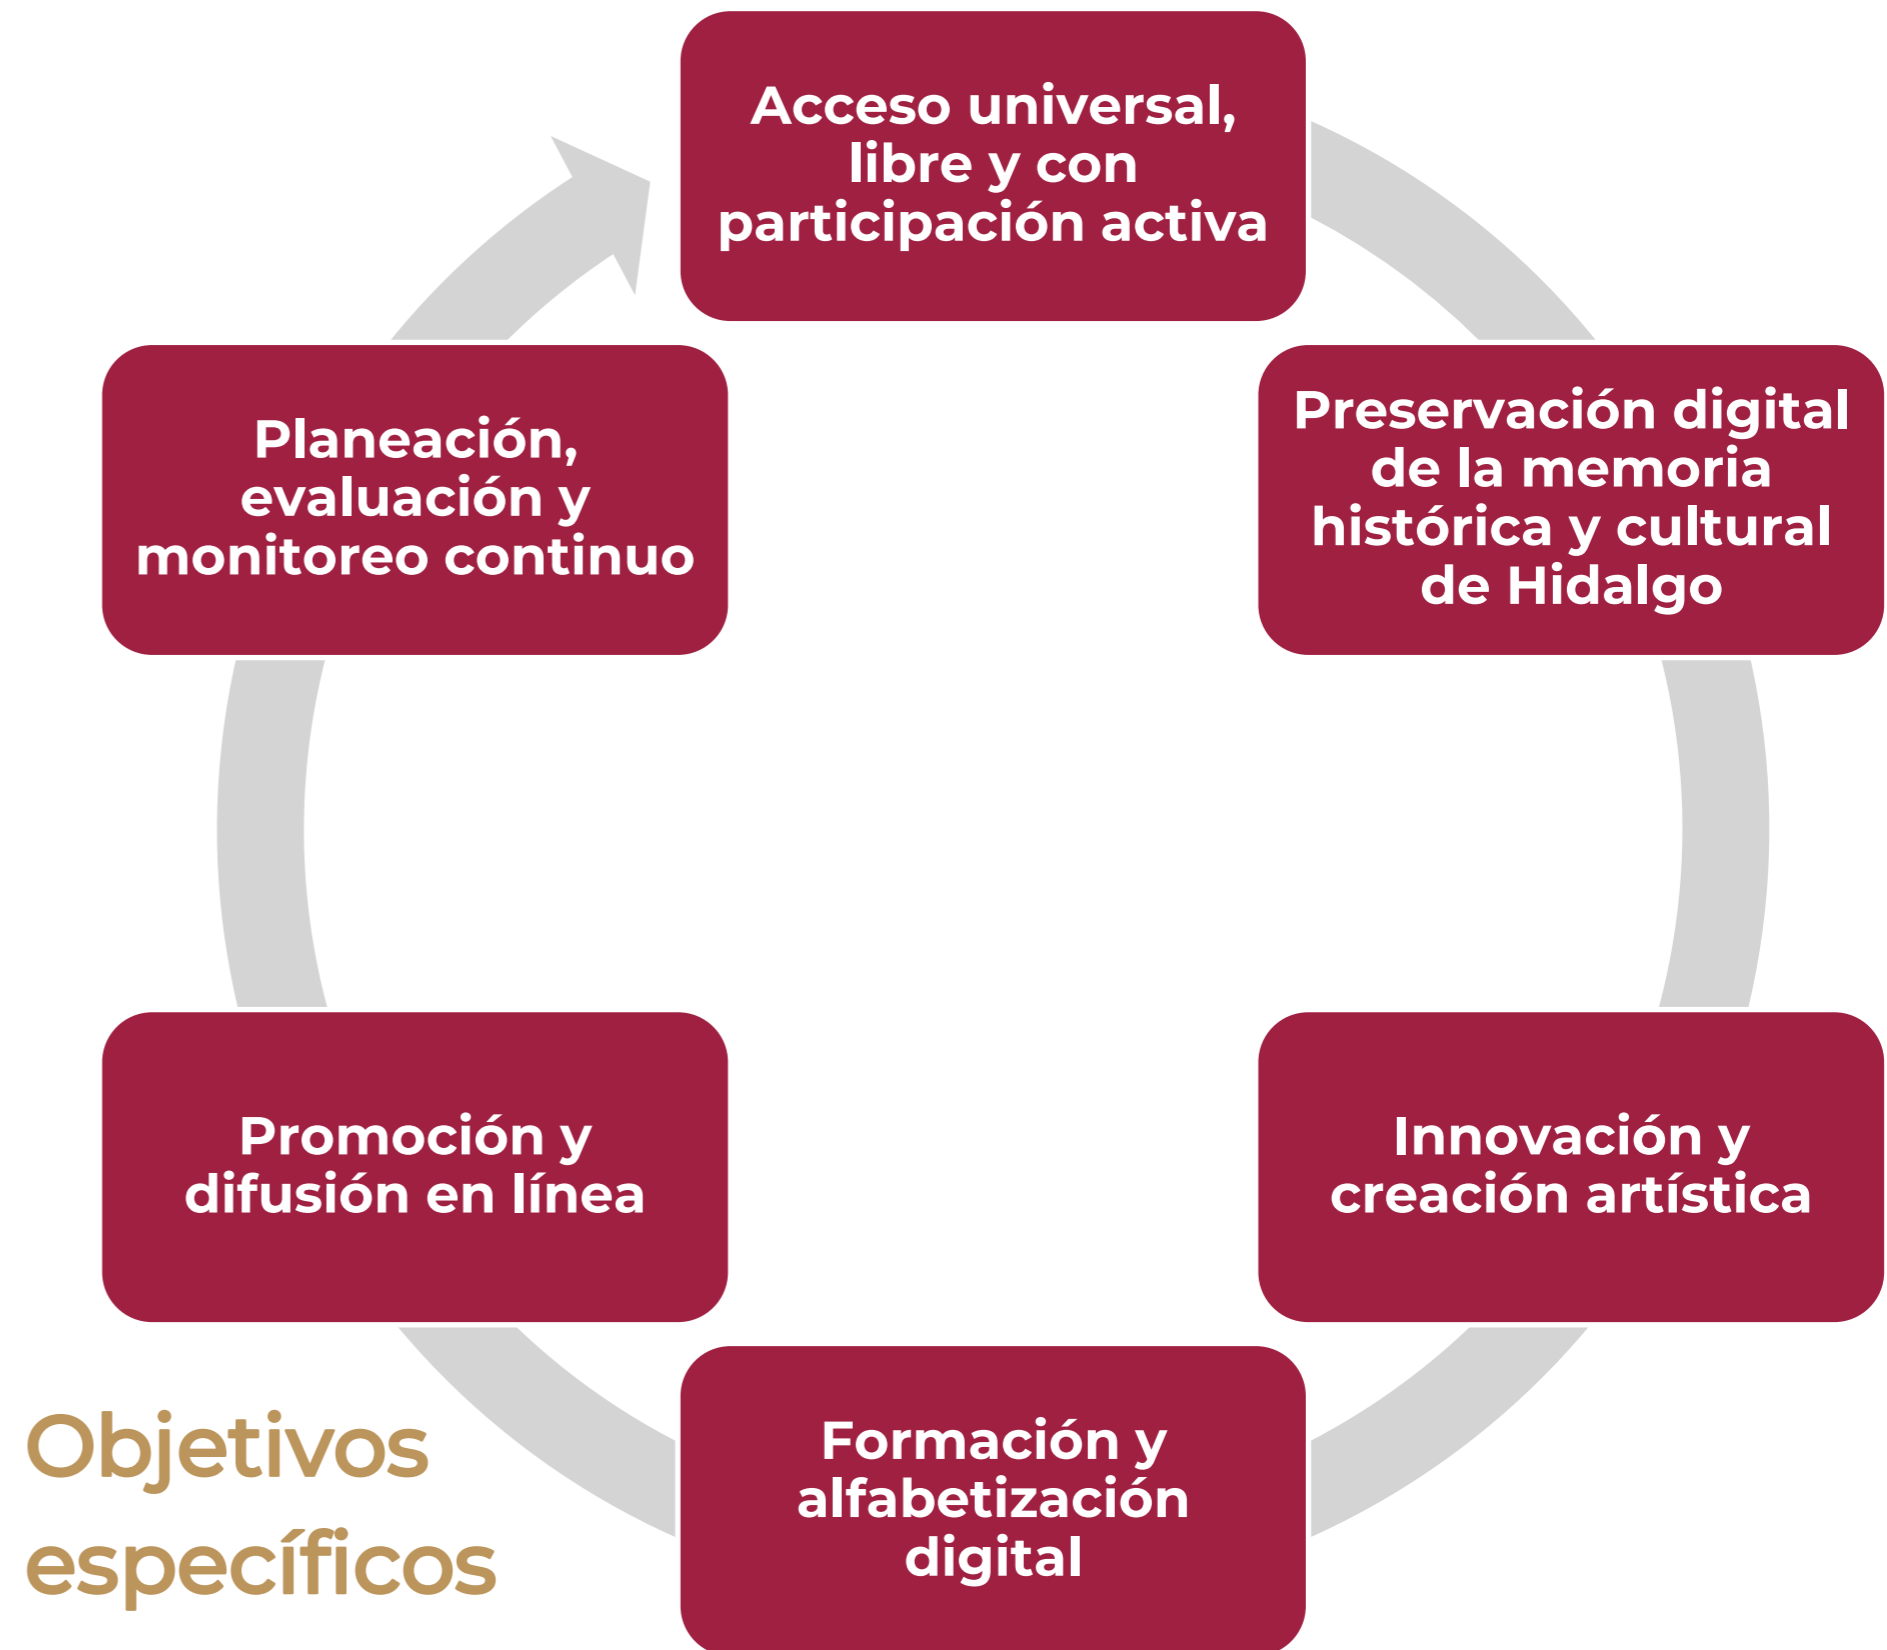 Acceso universal,
libre y con
participación activa
Preservación digital
de la memoria
histórica y cultural
de Hidalgo
Innovación y
creación artística
Formación y
alfabetización
digital
Promoción y
difusión en línea
Planeación,
evaluación y
monitoreo continuo
Objetivos
específicos